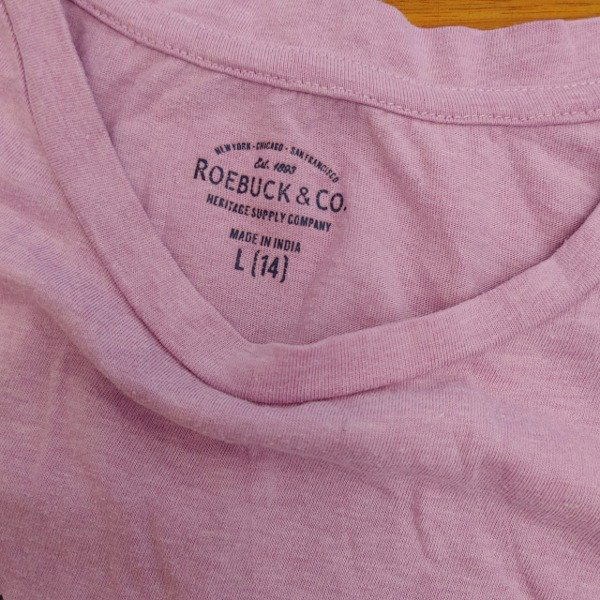 NEW YORK - CHICAGO - SAN FRANCISCO
Est. 1893
ROEBUCK & CO.
HERITAGE SUPPLY COMPANY
MADE IN INDIA
L (14)